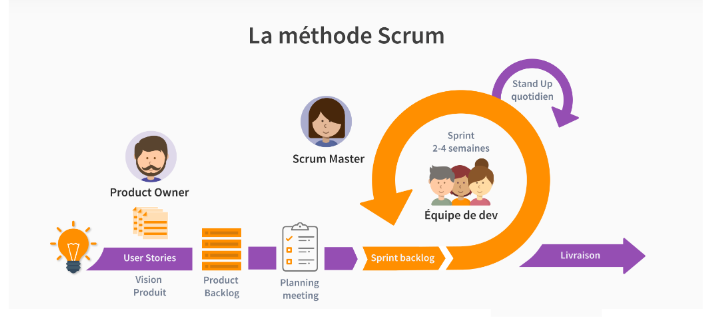 La méthode Scrum
Stand Up
quotidien
Sprint
2-4 semaines
Scrum Master
Product Owner
Équipe de dev
User Stories
Sprint backlog
Livraison
Vision
Produit
Product
Backlog
Planning
meeting